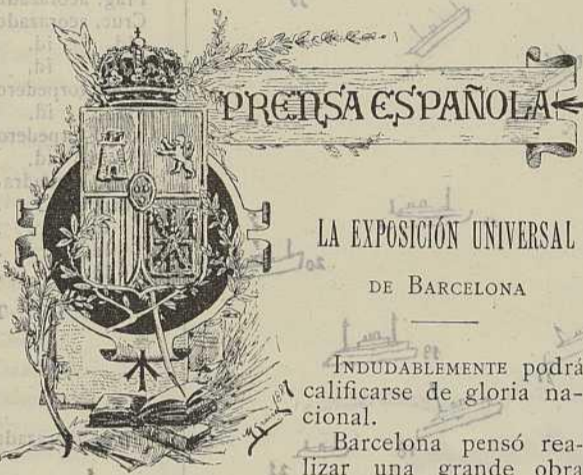 PRENSA ESPAÑOLA
LA EXPOSICIÓN UNIVERSAL
DE BARCELONA
INDUDABLEMENTE podrá
calificarse de gloria na-
cional.
Barcelona pensó rea-
lizar una grande obra